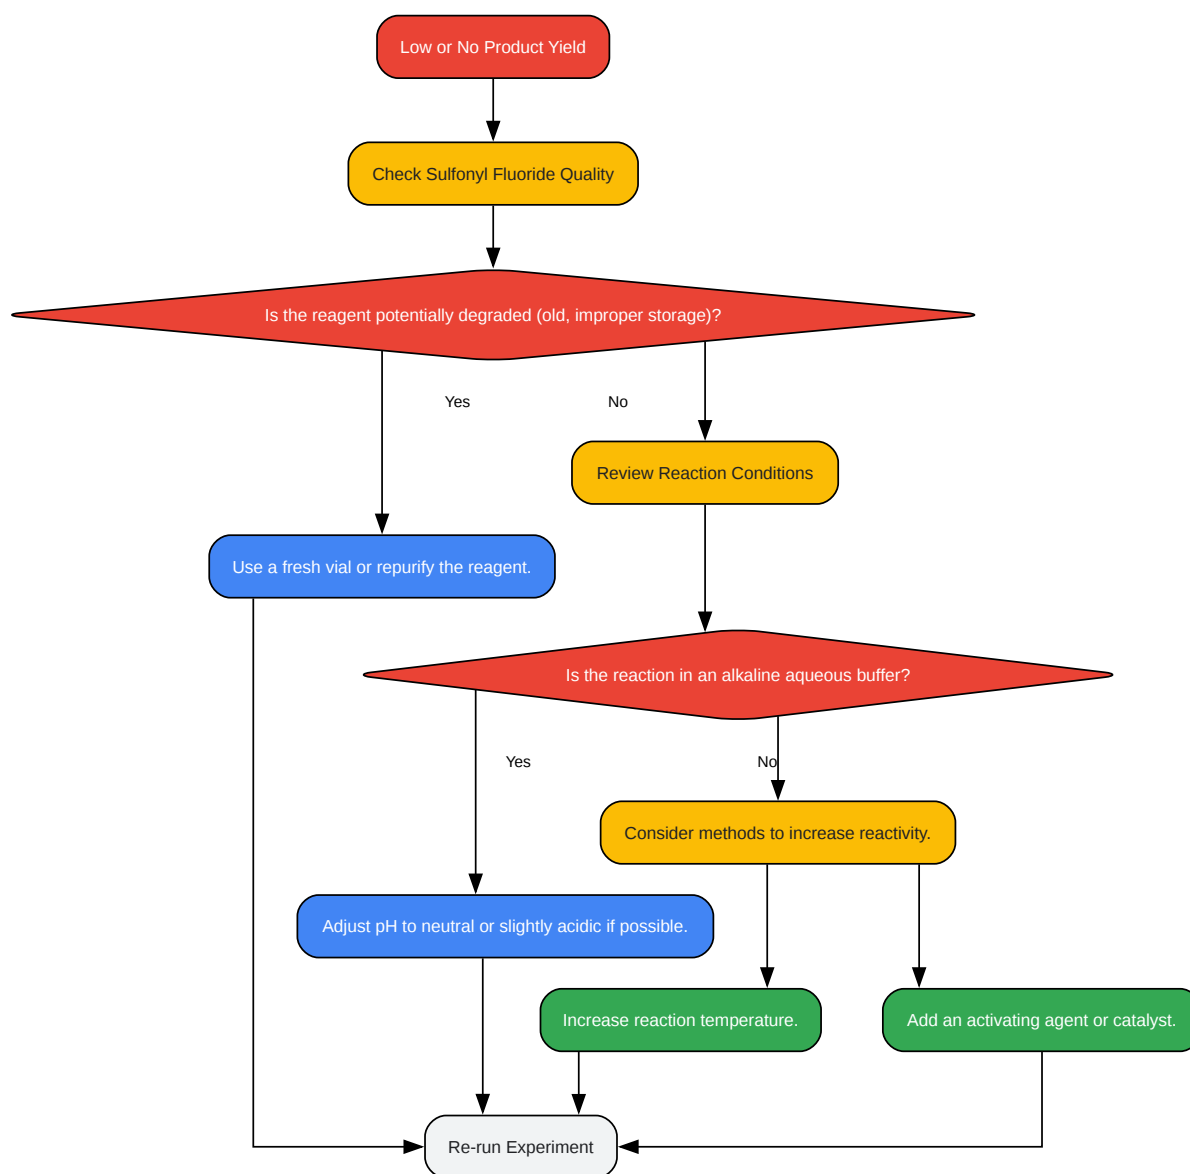 Low or No Product Yield
Check Sulfonyl Fluoride Quality
Is the reagent potentially degraded (old, improper storage)?
Yes
No
Review Reaction Conditions
Use a fresh vial or repurify the reagent.
Is the reaction in an alkaline aqueous buffer?
Yes
No
Consider methods to increase reactivity.
Adjust pH to neutral or slightly acidic if possible.
Increase reaction temperature.
Add an activating agent or catalyst.
Re-run Experiment